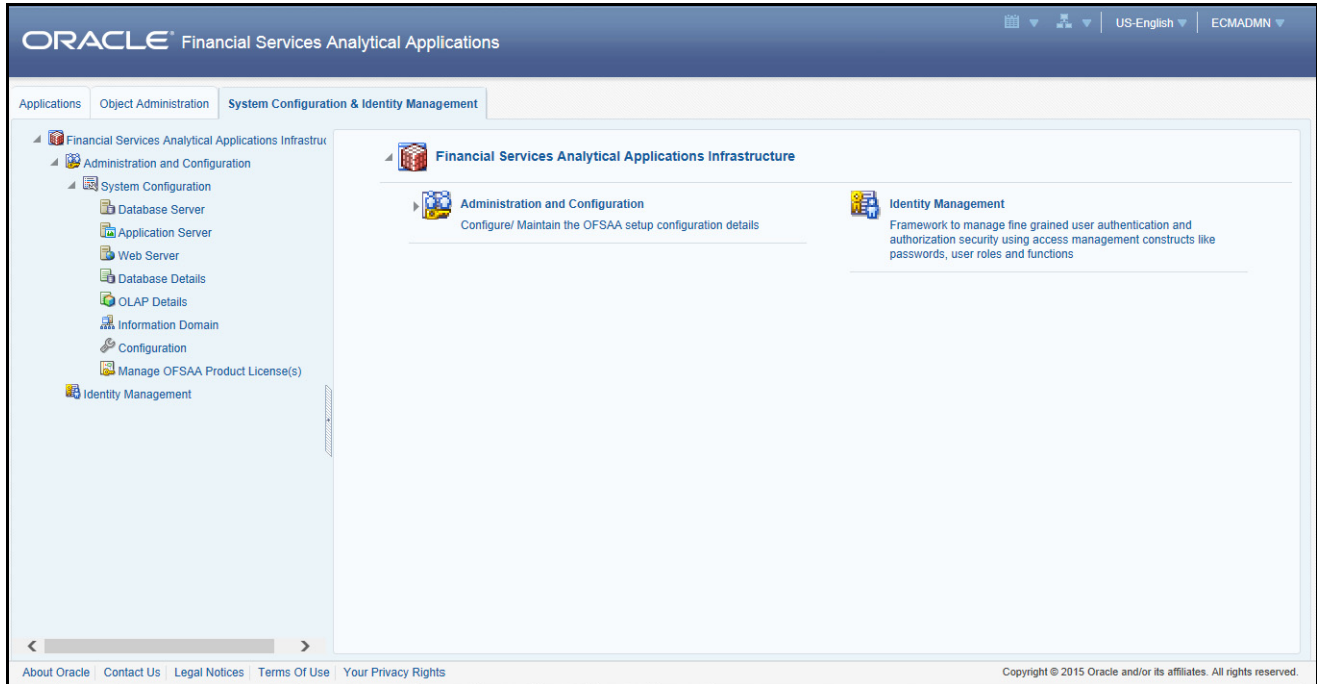 US-English
ECMADMN
ORACLE® Financial Services Analytical Applications
Applications
Object Administration
System Configuration & Identity Management
Financial Services Analytical Applications Infrastruc
Administration and Configuration
System Configuration
Database Server
Application Server
Web Server
Database Details
OLAP Details
Information Domain
Configuration
Manage OFSAA Product License(s)
Identity Management
Financial Services Analytical Applications Infrastructure
Administration and Configuration
Configure/ Maintain the OFSAA setup configuration details
Identity Management
Framework to manage fine grained user authentication and
authorization security using access management constructs like
passwords, user roles and functions
About Oracle
Contact Us
Legal Notices
Terms Of Use
Your Privacy Rights
Copyright © 2015 Oracle and/or its affiliates. All rights reserved.